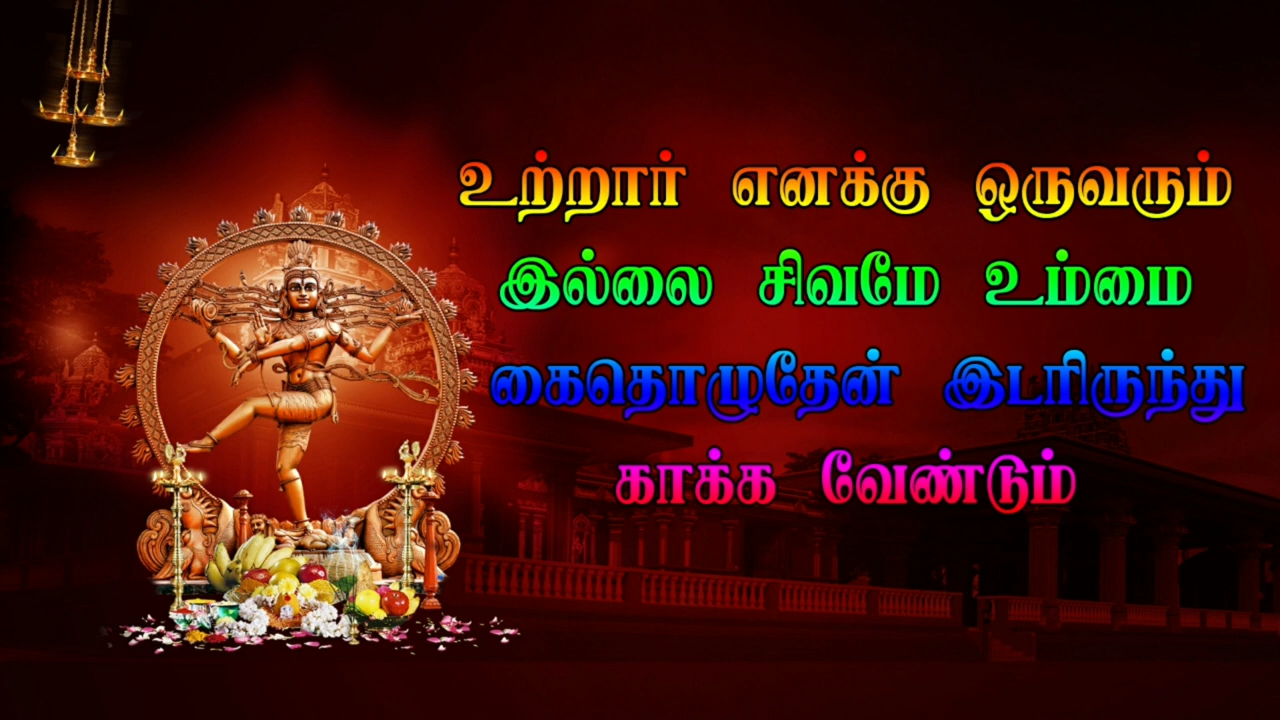 உற்றார் எனக்கு ஒருவரும்
இல்லை சிவமே உம்மை
கைதொழுதேன் இடரிருந்து
காக்க வேண்டும்